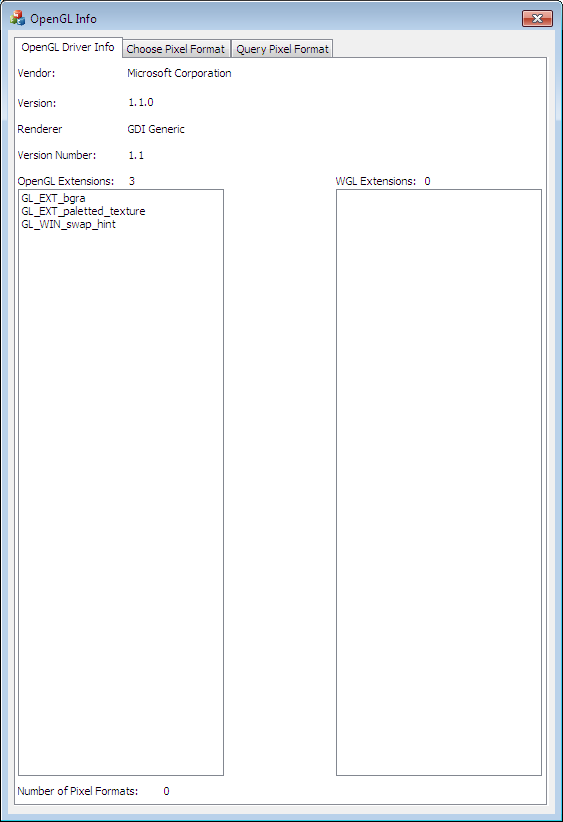 OpenGL Info
OpenGL Driver Info Choose Pixel Format Query Pixel Format
Vendor: Microsoft Corporation
Version: 1.1.0
Renderer GDI Generic
Version Number: 1.1
OpenGL Extensions: 3 WGL Extensions: 0
GL_EXT_bgra
GL_EXT_paletted_texture
GL_WIN_swap_hint
Number of Pixel Formats: 0